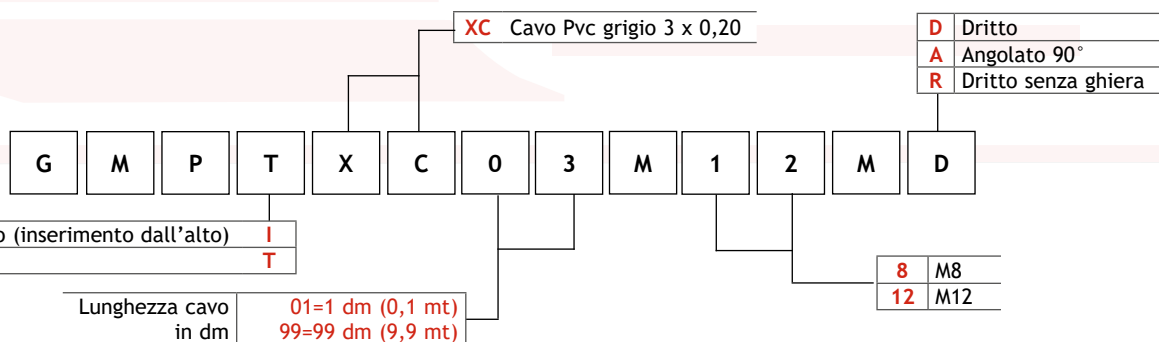 XC Cavo Pvc grigio 3 x 0,20
D Dritto
A Angolato 90°
R Dritto senza ghiera
G M P T X C 0 3 M 1 2 M D
(inserimento dall'alto) I
T
8 M8
12 M12
Lunghezza cavo 01=1 dm (0,1 mt)
in dm 99=99 dm (9,9 mt)